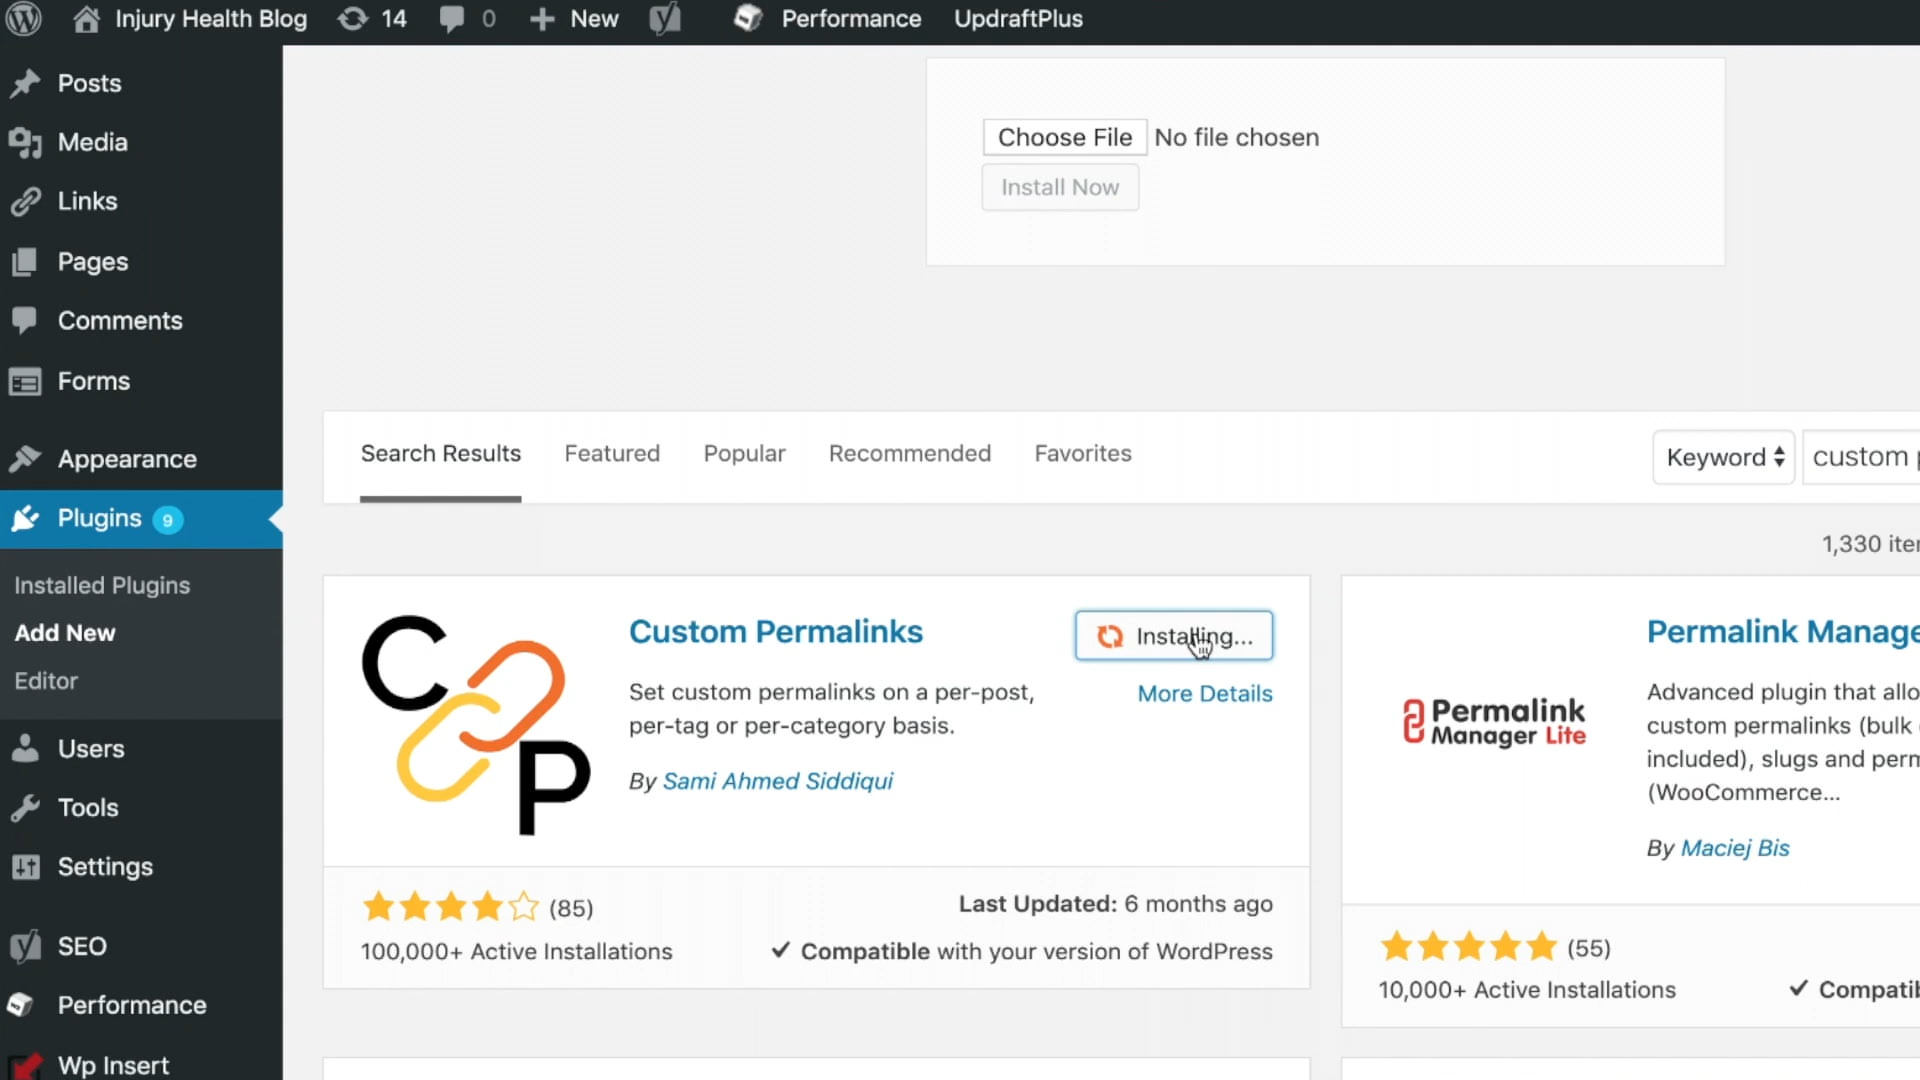 Injury Health Blog 14 0 New Performance UpdraftPlus
Posts
Media
Links
Pages
Comments
Forms
Appearance
Plugins 9
Installed Plugins
Add New
Editor
Users
Tools
Settings
SEO
Performance
Wp Insert
Choose File No file chosen
Install Now
Search Results Featured Popular Recommended Favorites Keyword custom
1,330
C P
Custom Permalinks
Installing...
More Details
Set custom permalinks on a per-post,
per-tag or per-category basis.
By Sami Ahmed Siddiqui
(85)
Last Updated: 6 months ago
100,000+ Active Installations
✓ Compatible with your version of WordPress
Permalink
Manager Lite
Permalink Manage
Advanced plugin that allo
custom permalinks (bulk
included), slugs and perm
(WooCommerce...
By Maciej Bis
(55)
10,000+ Active Installations
✓ Compatib